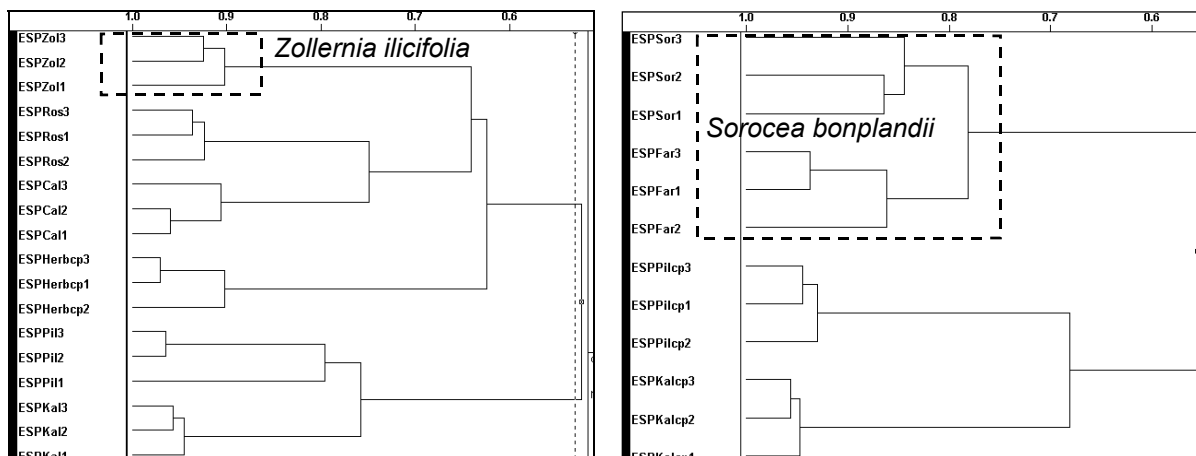 1.0 0.9 0.8 0.7 0.6
ESPZol3
Zollernia ilicifolia
ESPZol2
ESPZol1
ESPRos3
ESPRos1
ESPRos2
ESPCal3
ESPCal2
ESPCal1
ESPHerbcp3
ESPHerbcp1
ESPHerbcp2
ESPPil3
ESPPil2
ESPPil1
ESPKal3
ESPKal2
ESPKal1
1.0 0.9 0.8 0.7 0.6
ESPSor3
ESPSor2
ESPSor1
Sorocea bonplandii
ESPFar3
ESPFar1
ESPFar2
ESPPilcp3
ESPPilcp1
ESPPilcp2
ESPKalcp3
ESPKalcp2
ESPKalcp1